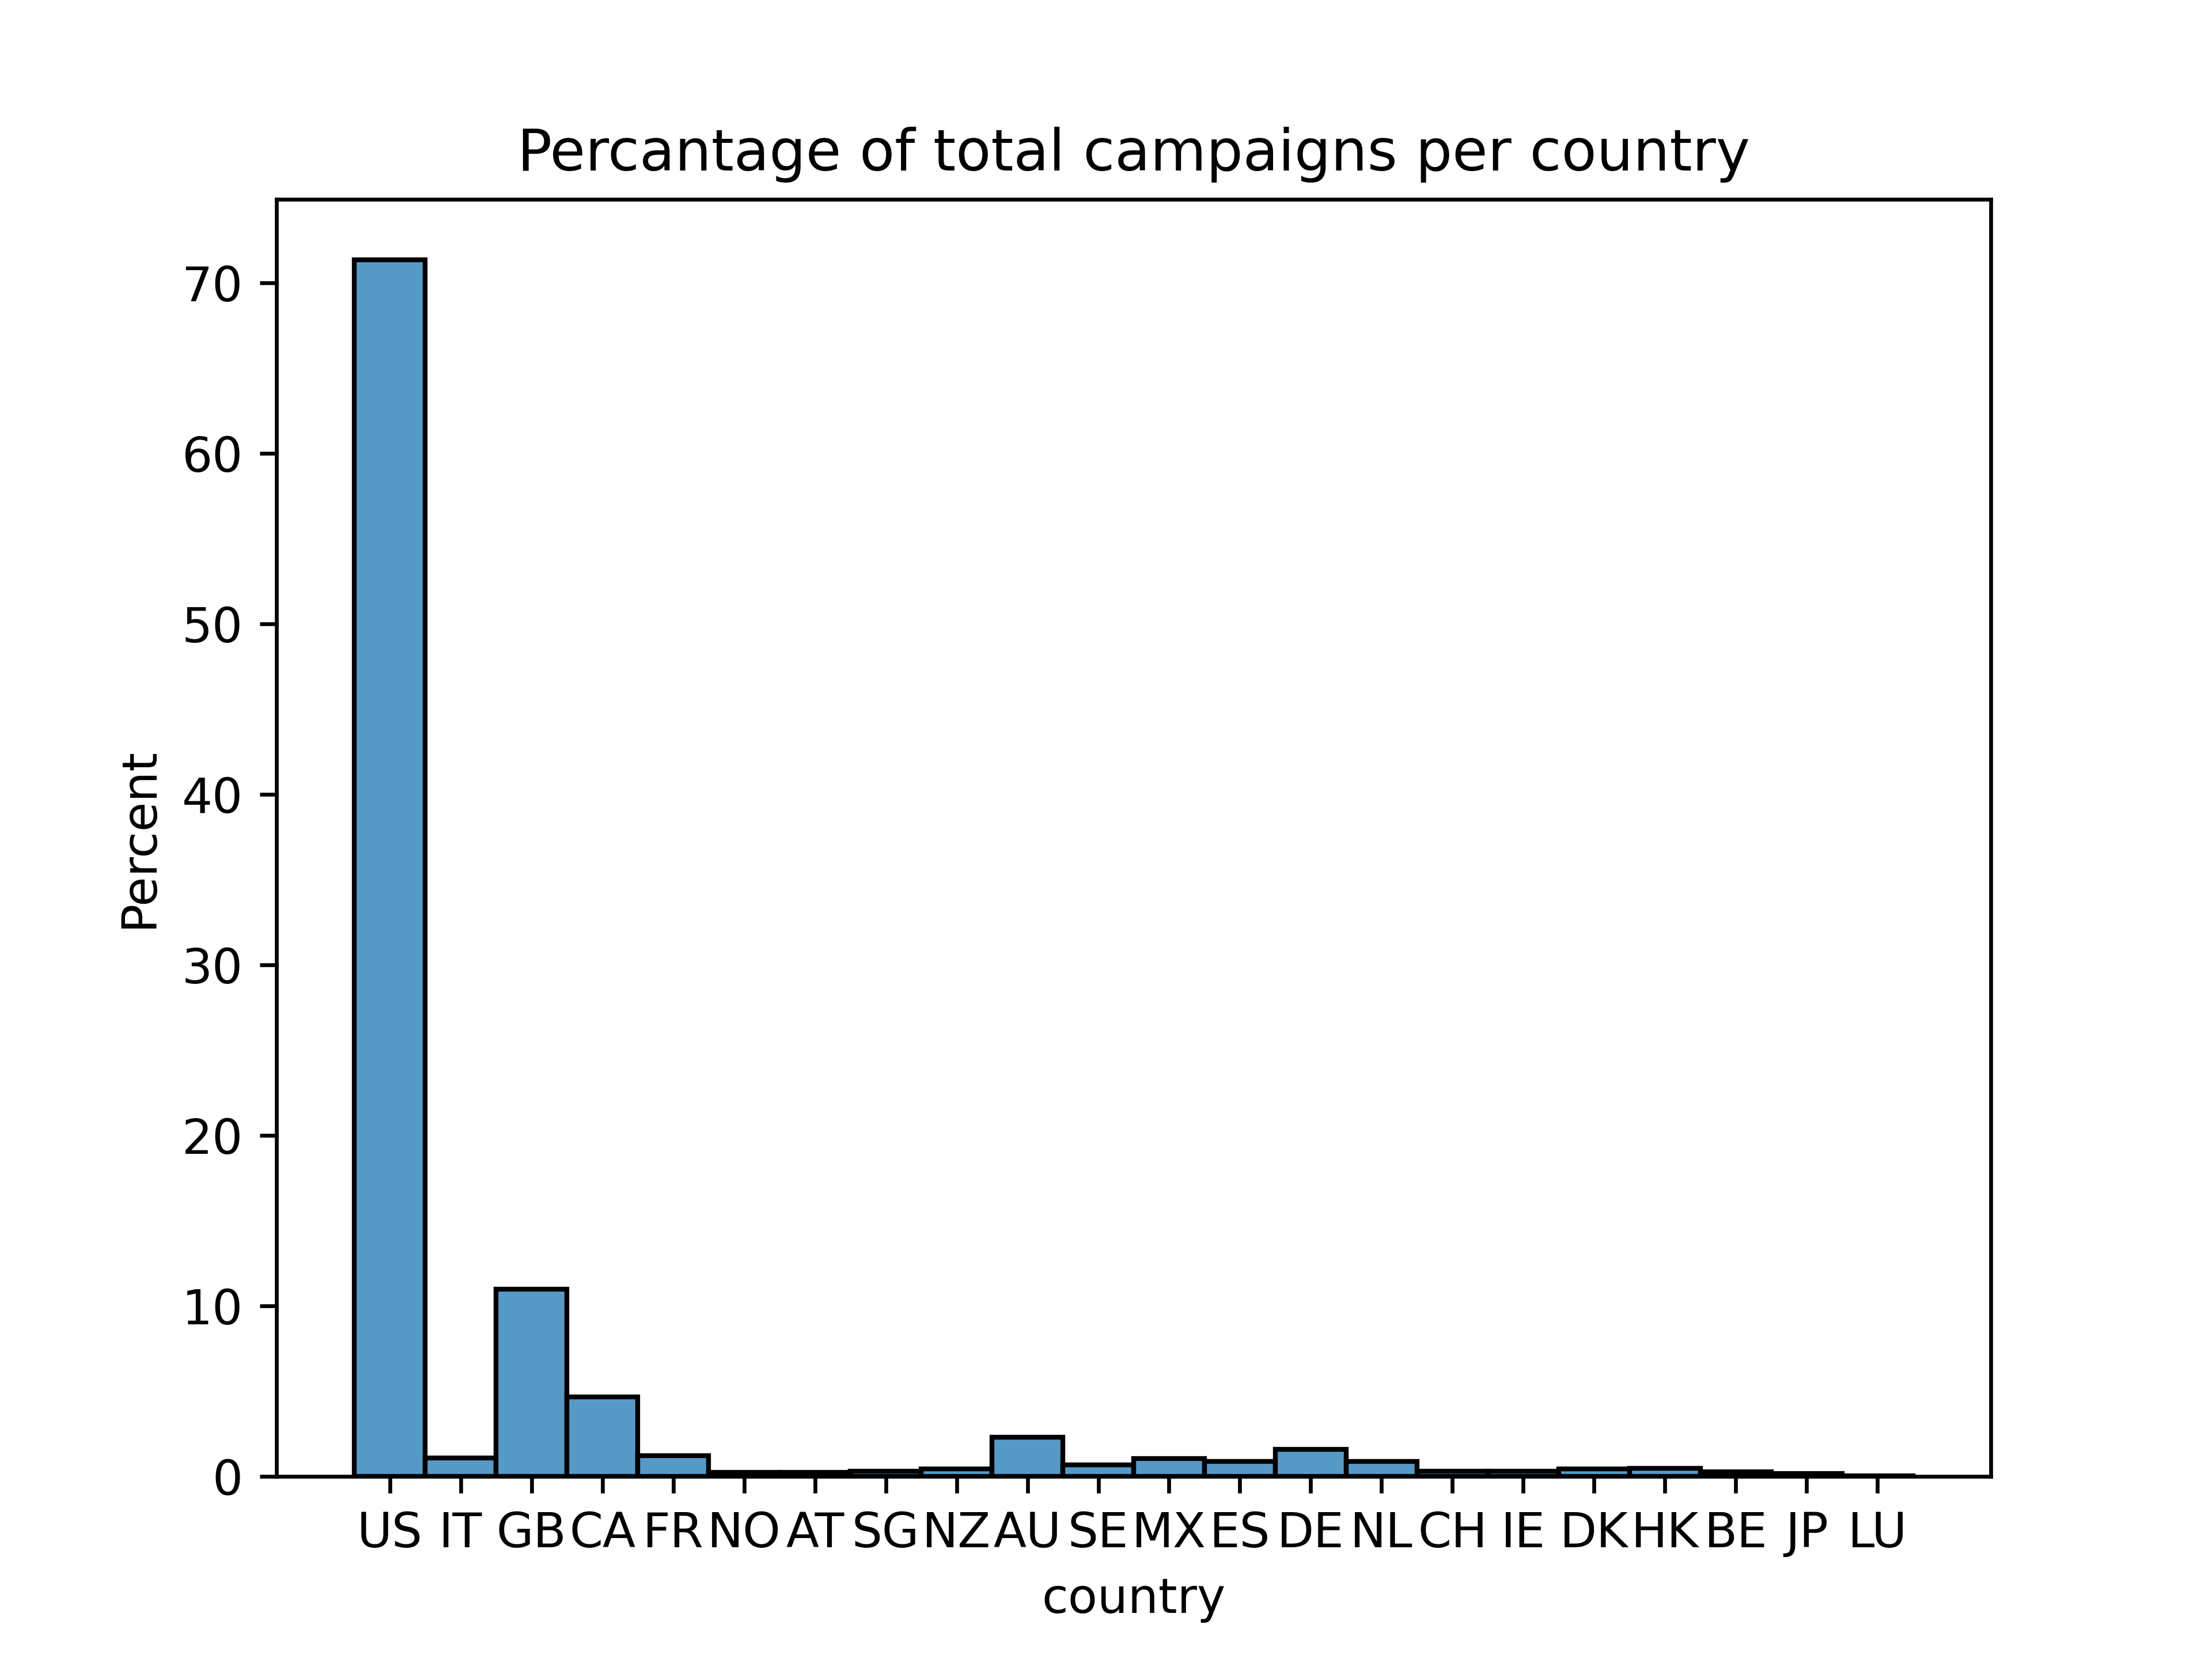 Percantage of total campaigns per country
70
60
50
40
30
20
10
0
Percent
US IT GB CA FR NO AT SG NZ AU SE MX ES DE NL CH IE DK HK BE JP LU
country